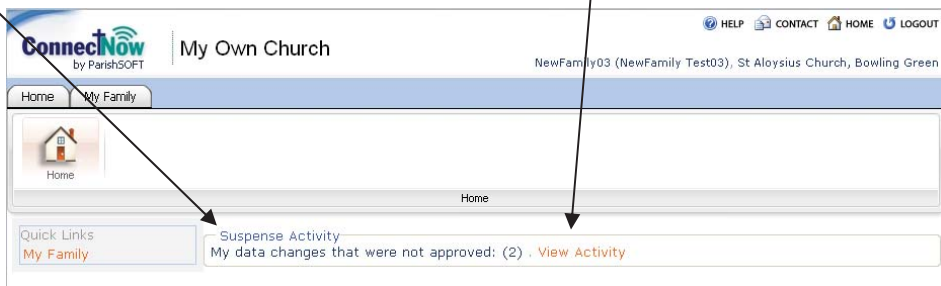 HELP CONTACT HOME LOGOUT
ConnectNow
by ParishSOFT
My Own Church
NewFamily03 (NewFamily Test03), St Aloysius Church, Bowling Green
Home My Family
Home
Home
Quick Links
My Family
Suspense Activity
My data changes that were not approved: (2) . View Activity